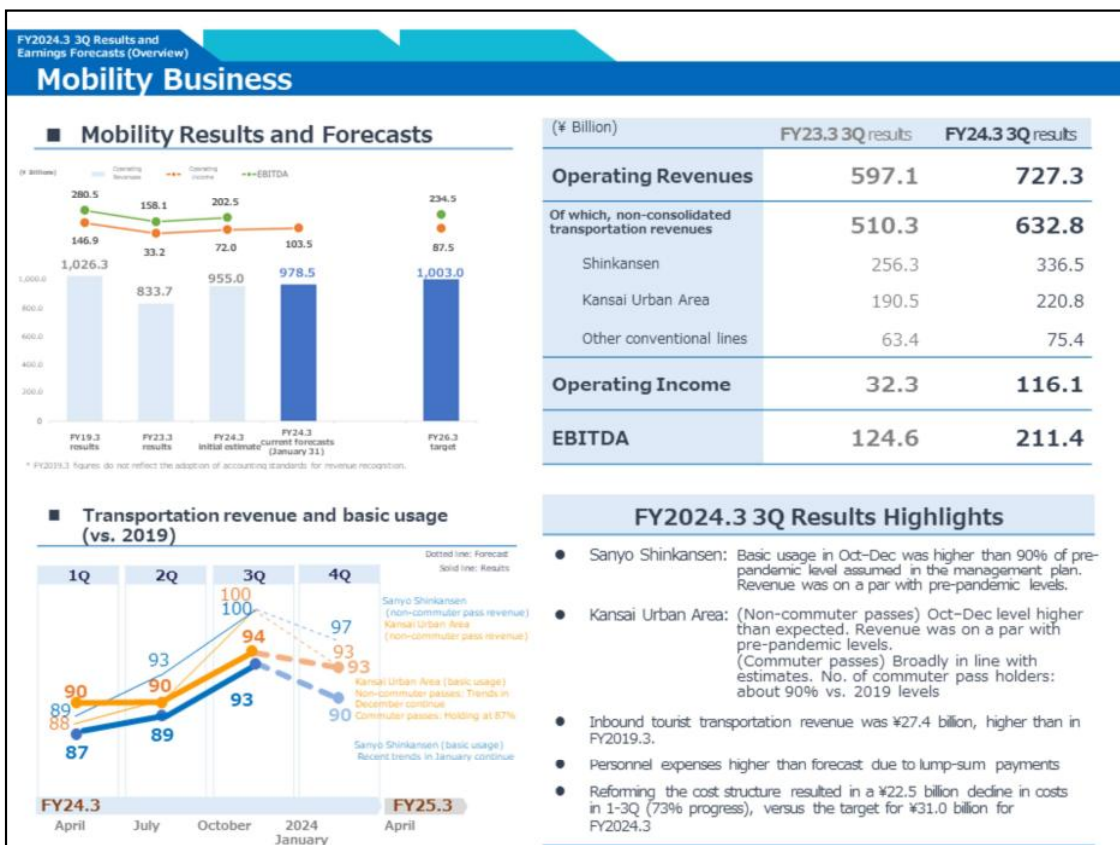 FY2024.3 3Q Results and
Earnings Forecasts (Overview)
Mobility Business
■ Mobility Results and Forecasts
(¥ Billions)
Operating Revenues
Operating Income
EBITDA
280.5
158.1
202.5
234.5
146.9
33.2
72.0
103.5
87.5
1,026.3
833.7
955.0
978.5
1,003.0
1,000.0
800.0
600.0
400.0
200.0
0
FY19.3 results
FY23.3 results
FY24.3 initial estimate
FY24.3 current forecasts (January 31)
FY26.3 target
* FY2019.3 figures do not reflect the adoption of accounting standards for revenue recognition.
(¥ Billion) FY23.3 3Q results FY24.3 3Q results
Operating Revenues 597.1 727.3
Of which, non-consolidated
transportation revenues 510.3 632.8
Shinkansen 256.3 336.5
Kansai Urban Area 190.5 220.8
Other conventional lines 63.4 75.4
Operating Income 32.3 116.1
EBITDA 124.6 211.4
■ Transportation revenue and basic usage
(vs. 2019)
Dotted line: Forecast
Solid line: Results
1Q 2Q 3Q 4Q
100
100
97
93
94
93
93
90
90
89
88
87
89
93
90
Sanyo Shinkansen
(non-commuter pass revenue)
Kansai Urban Area
(non-commuter pass revenue)
Kansai Urban Area (basic usage)
Non-commuter passes: Trends in
December continue
Commuter passes: Holding at 87%
Sanyo Shinkansen (basic usage)
Recent trends in January continue
FY24.3 FY25.3
April July October 2024 April
January
FY2024.3 3Q Results Highlights
● Sanyo Shinkansen: Basic usage in Oct–Dec was higher than 90% of pre-
pandemic level assumed in the management plan.
Revenue was on a par with pre-pandemic levels.
● Kansai Urban Area: (Non-commuter passes) Oct–Dec level higher
than expected. Revenue was on a par with
pre-pandemic levels.
(Commuter passes) Broadly in line with
estimates. No. of commuter pass holders:
about 90% vs. 2019 levels
● Inbound tourist transportation revenue was ¥27.4 billion, higher than in
FY2019.3.
● Personnel expenses higher than forecast due to lump-sum payments
● Reforming the cost structure resulted in a ¥22.5 billion decline in costs
in 1-3Q (73% progress), versus the target for ¥31.0 billion for
FY2024.3